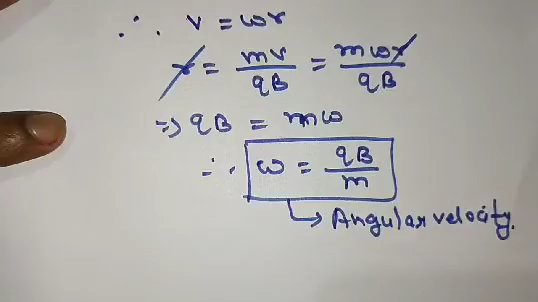 ∴ v = ωr
r = mv/qB = mωr/qB
=> qB = mω
∴ ω = qB/m
→ Angular velocity.